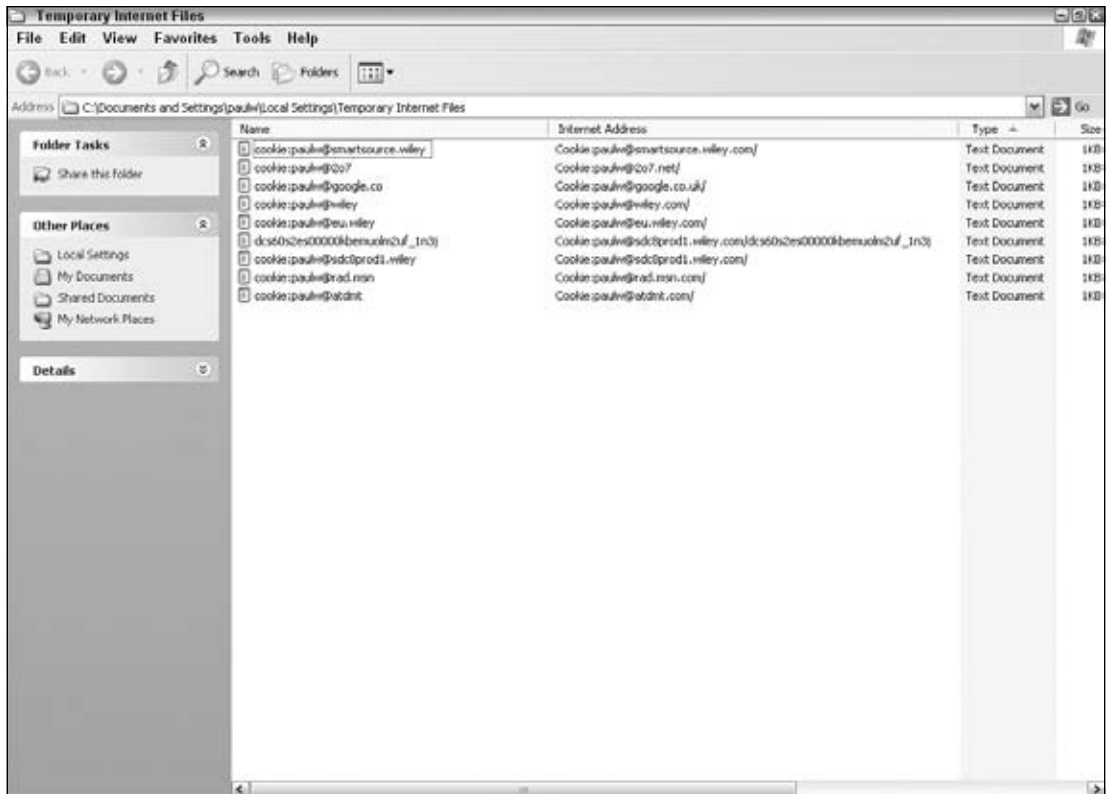 Temporary Internet Files
File Edit View Favorites Tools Help
Back Search Folders
Address C:\Documents and Settings\paulw\Local Settings\Temporary Internet Files Go
Folder Tasks
Share this folder
Other Places
Local Settings
My Documents
Shared Documents
My Network Places
Details
Name Internet Address Type Size
cookie:paulw@smartsource.wiley Cookie:paulw@smartsource.wiley.com/ Text Document 1KB
cookie:paulw@2o7 Cookie:paulw@2o7.net/ Text Document 1KB
cookie:paulw@google.co Cookie:paulw@google.co.uk/ Text Document 1KB
cookie:paulw@wiley Cookie:paulw@wiley.com/ Text Document 1KB
cookie:paulw@eu.wiley Cookie:paulw@eu.wiley.com/ Text Document 1KB
Text Document 1KB
cookie:paulw@sdc8prod1.wiley Cookie:paulw@sdc8prod1.wiley.com/ Text Document 1KB
cookie:paulw@rad.msn Cookie:paulw@rad.msn.com/ Text Document 1KB
cookie:paulw@atdmt Cookie:paulw@atdmt.com/ Text Document 1KB